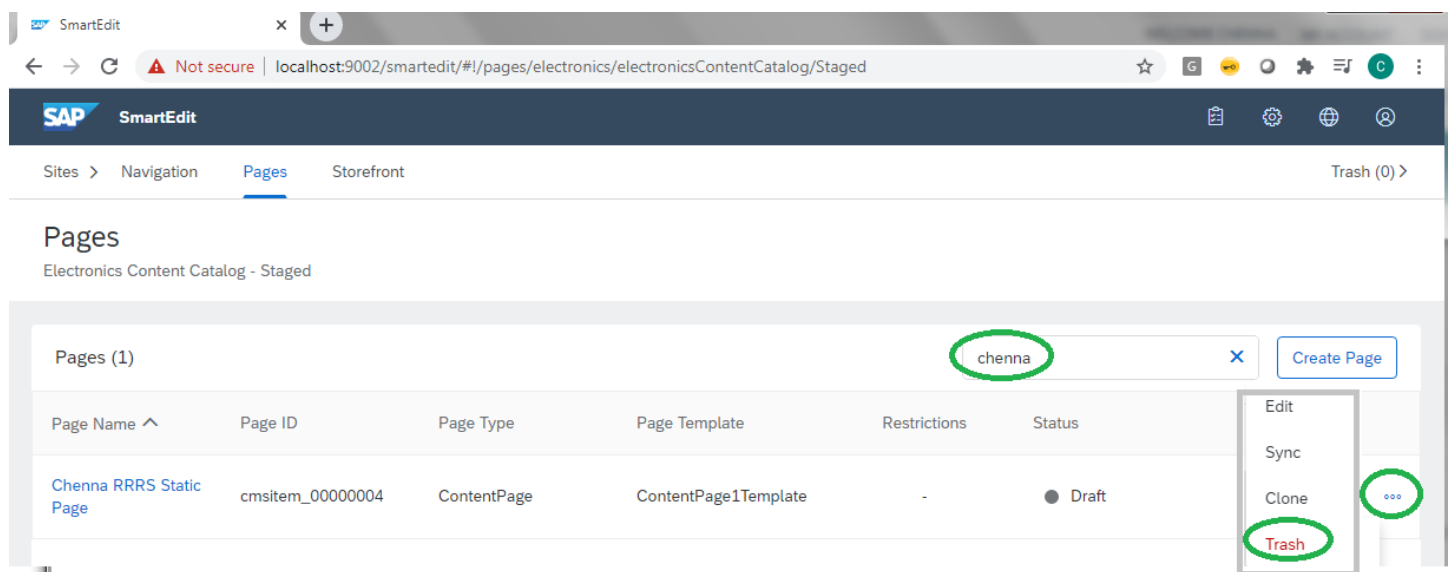 SmartEdit
Not secure | localhost:9002/smartedit/#!/pages/electronics/electronicsContentCatalog/Staged
G
C
SAP SmartEdit
Sites > Navigation Pages Storefront Trash (0) >
Pages
Electronics Content Catalog - Staged
Pages (1) chenna Create Page
Page Name Page ID Page Type Page Template Restrictions Status
Chenna RRRS Static
Page
cmsitem_00000004 ContentPage ContentPage1Template - Draft
Edit
Sync
Clone
Trash